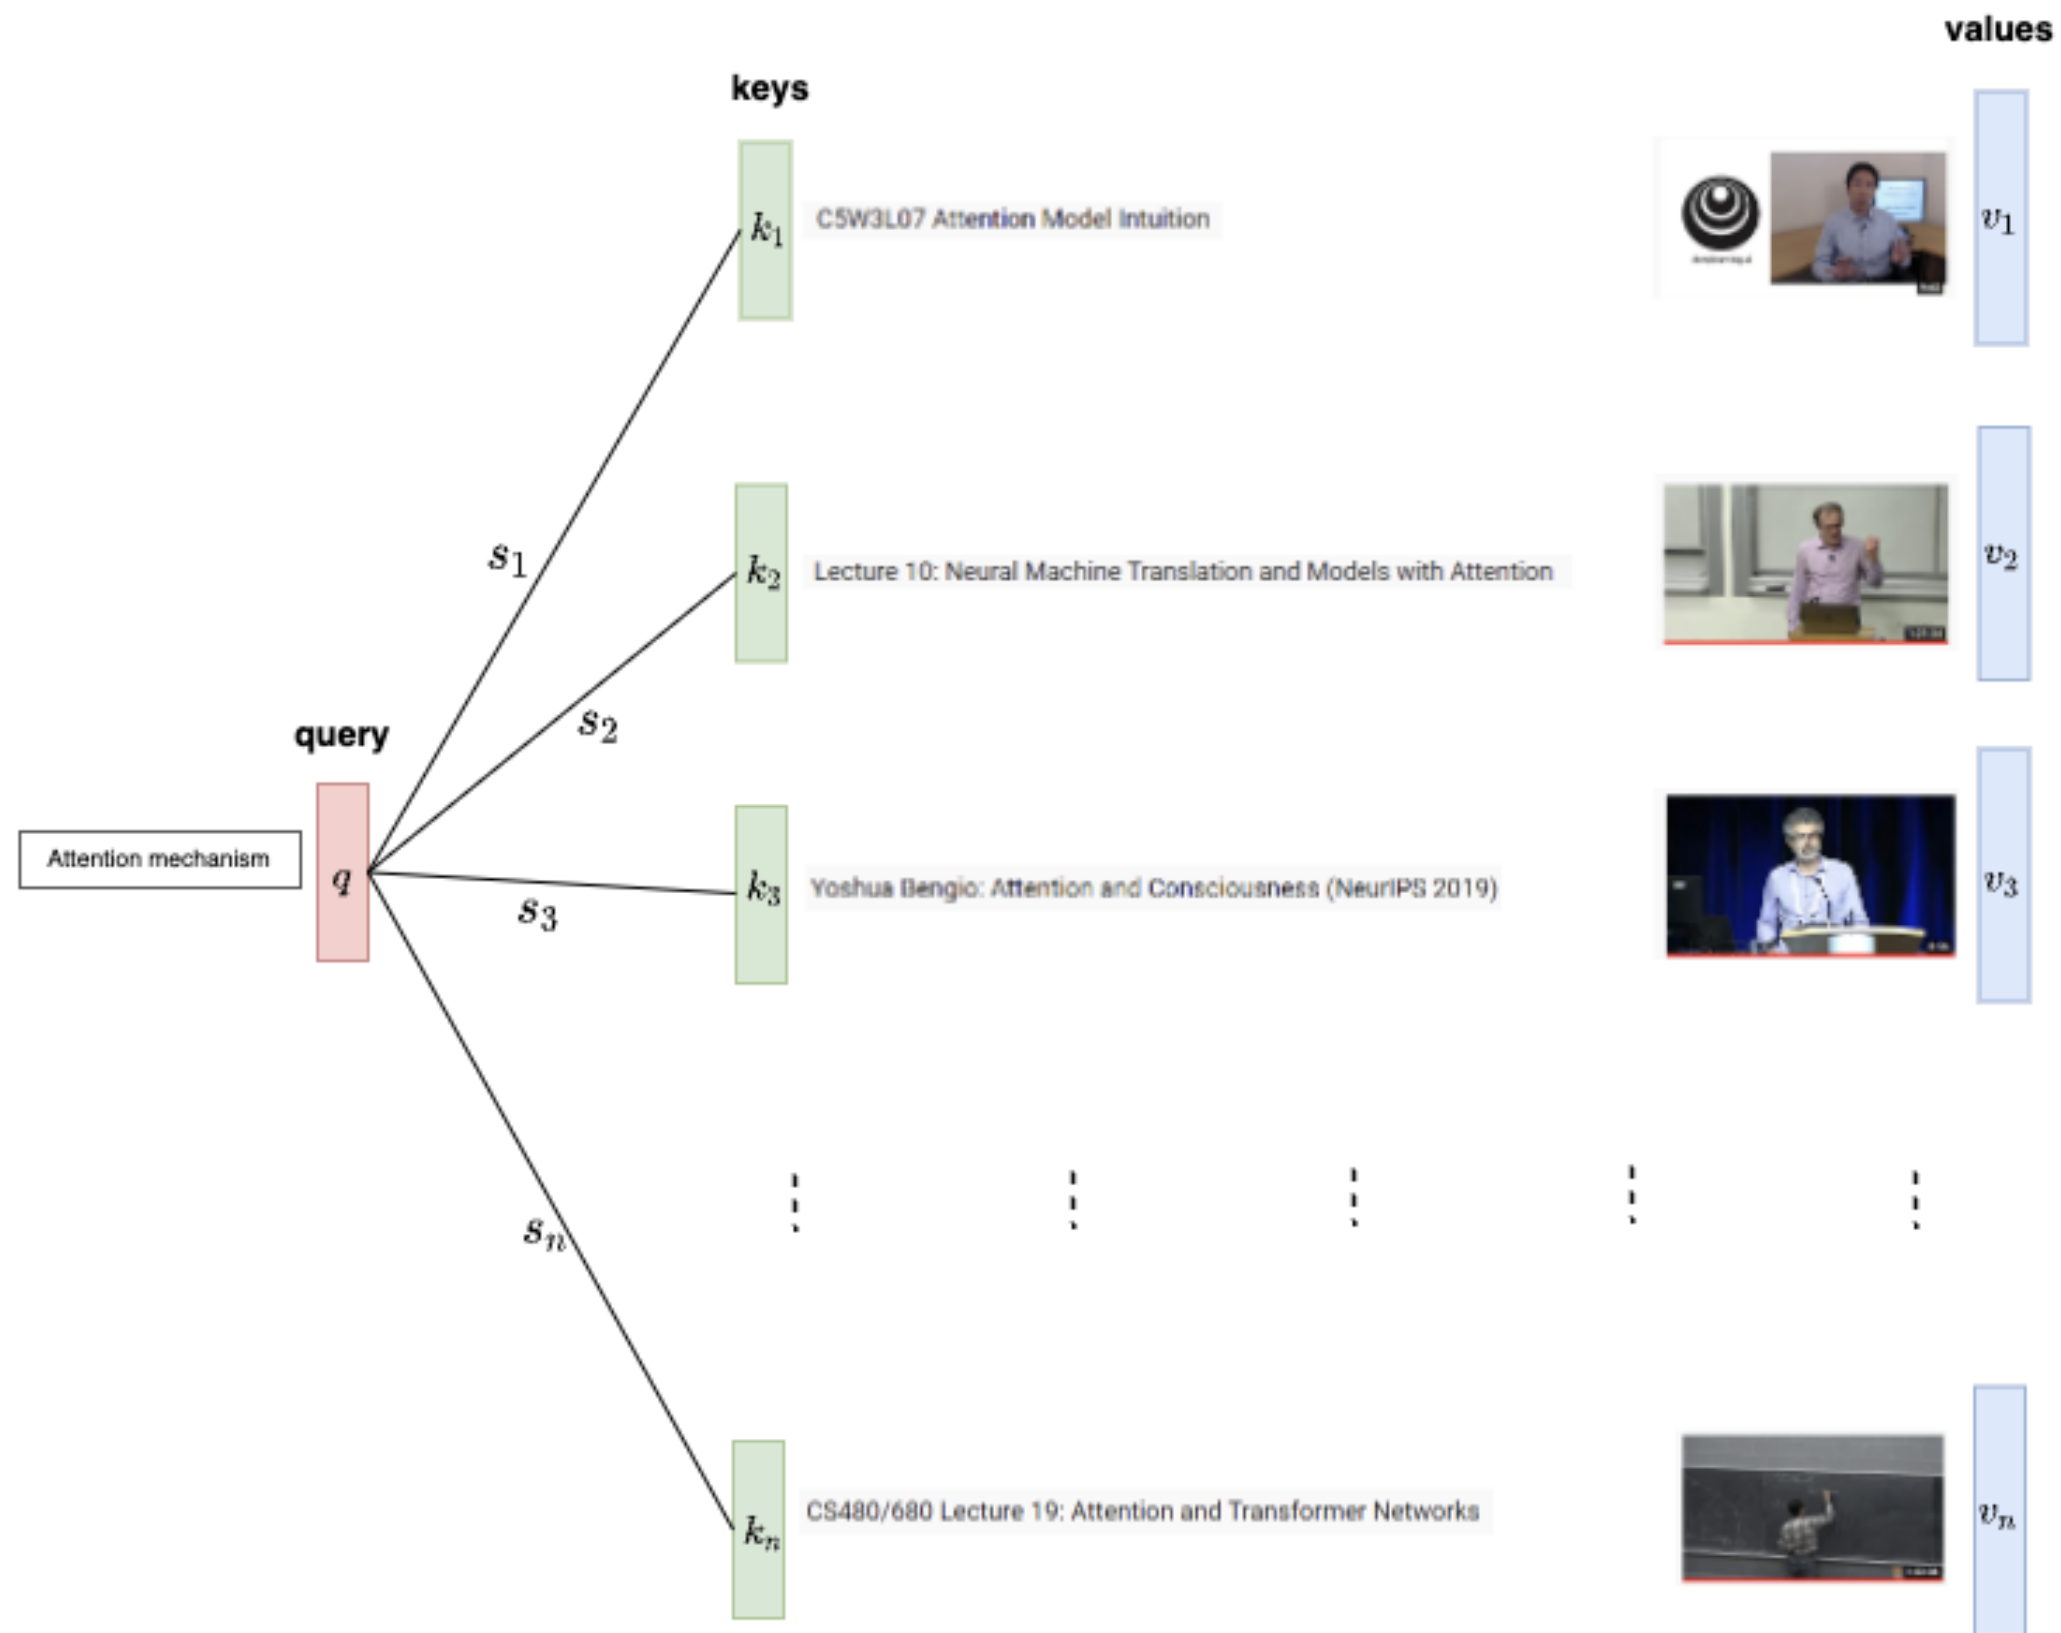 values
keys
k1 C5W3L07 Attention Model Intuition v1
s1
k2 Lecture 10: Neural Machine Translation and Models with Attention v2
s2
query
Attention mechanism q
k3 Yoshua Bengio: Attention and Consciousness (NeurIPS 2019) v3
s3
sn
kn CS480/680 Lecture 19: Attention and Transformer Networks vn